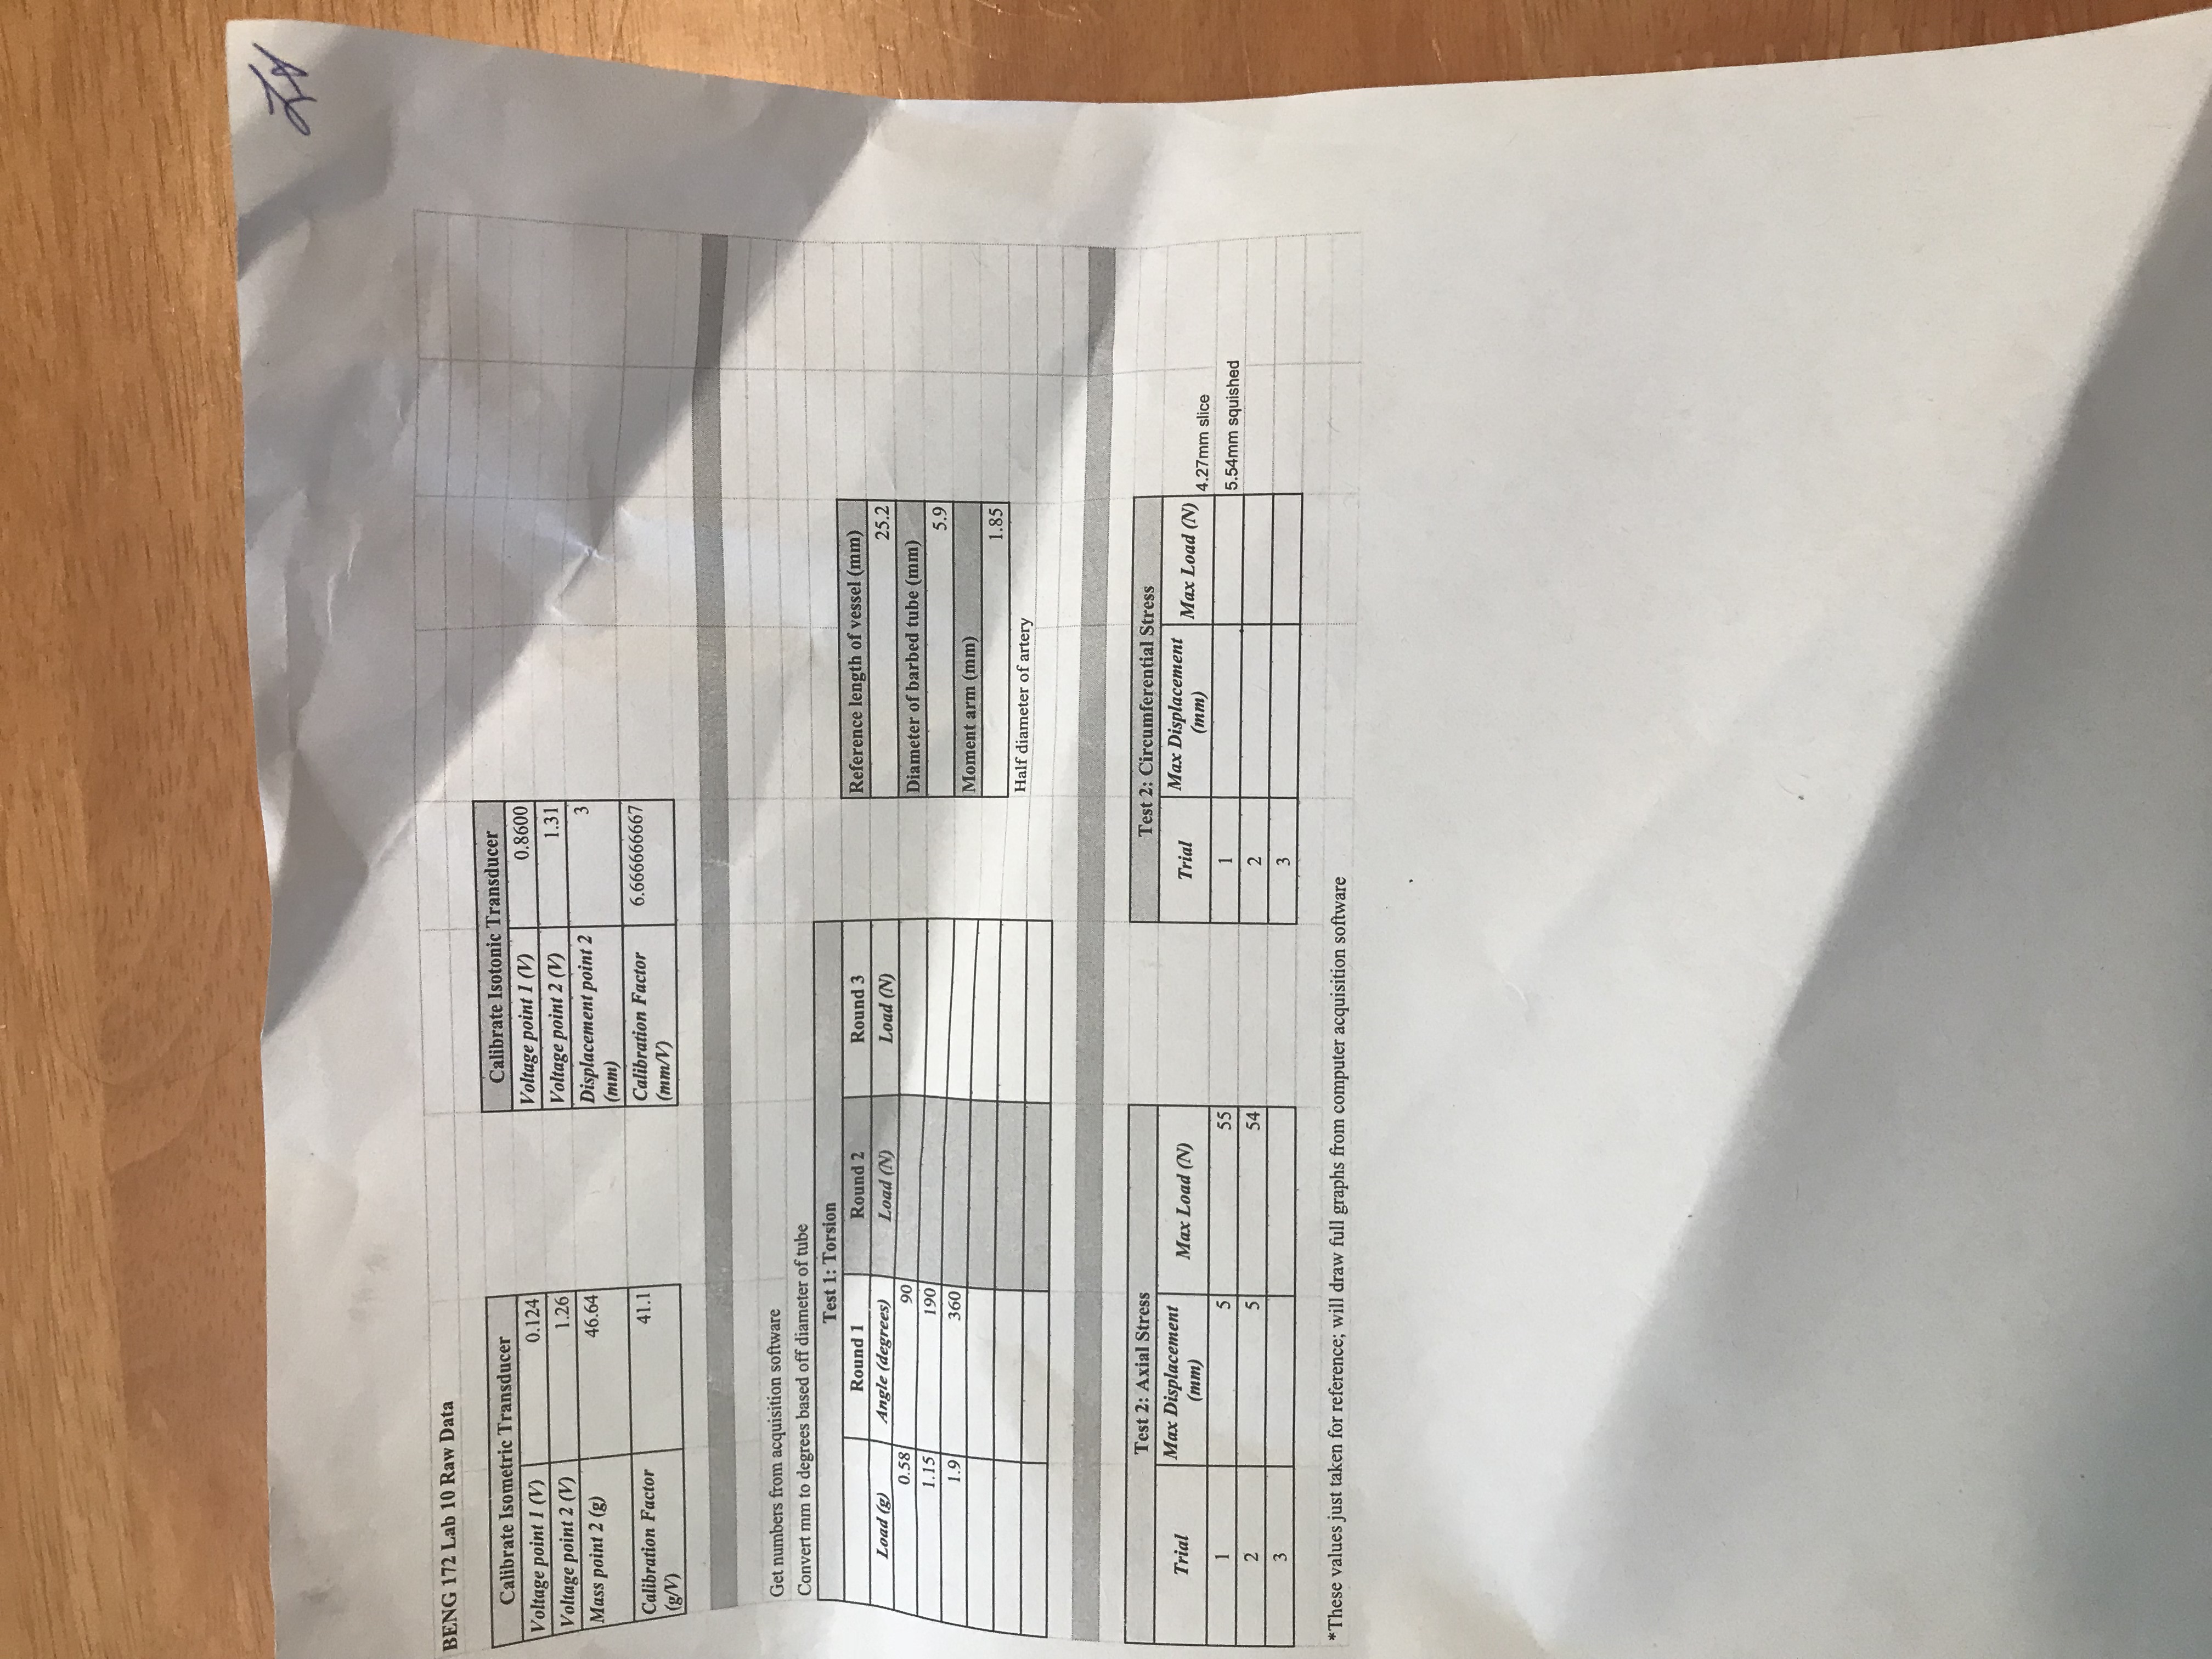 LA
BENG 172 Lab 10 Raw Data
Calibrate Isometric Transducer
Voltage point 1 (V) 0.124
Voltage point 2 (V) 1.26
Mass point 2 (g) 46.64
Calibration Factor (g/V) 41.1
Calibrate Isotonic Transducer
Voltage point 1 (V) 0.8600
Voltage point 2 (V) 1.31
Displacement point 2 (mm) 3
Calibration Factor (mm/V) 6.666666667
Get numbers from acquisition software
Convert mm to degrees based off diameter of tube
Test 1: Torsion
Round 1 Round 2 Round 3
Load (g) Angle (degrees) Load (N) Load (N)
0.58 90
1.15 190
1.9 360
Reference length of vessel (mm)
25.2
Diameter of barbed tube (mm)
5.9
Moment arm (mm)
1.85
Half diameter of artery
Test 2: Axial Stress
Trial Max Displacement (mm) Max Load (N)
1 5 55
2 5 54
3
Test 2: Circumferential Stress
Trial Max Displacement (mm) Max Load (N)
1
2
3
4.27mm slice
5.54mm squished
*These values just taken for reference; will draw full graphs from computer acquisition software